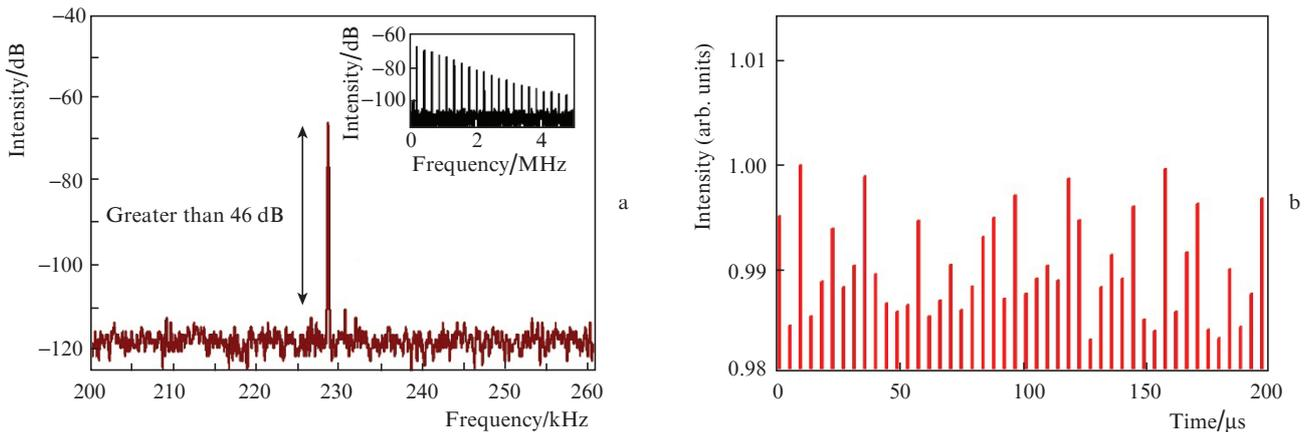 Intensity/dB
−40
−60
−80
−100
−120
200 210 220 230 240 250 260
Frequency/kHz
Greater than 46 dB
Intensity/dB
−60
−80
−100
0 2 4
Frequency/MHz
a
Intensity (arb. units)
1.01
1.00
0.99
0.98
0 50 100 150 200
Time/μs
b